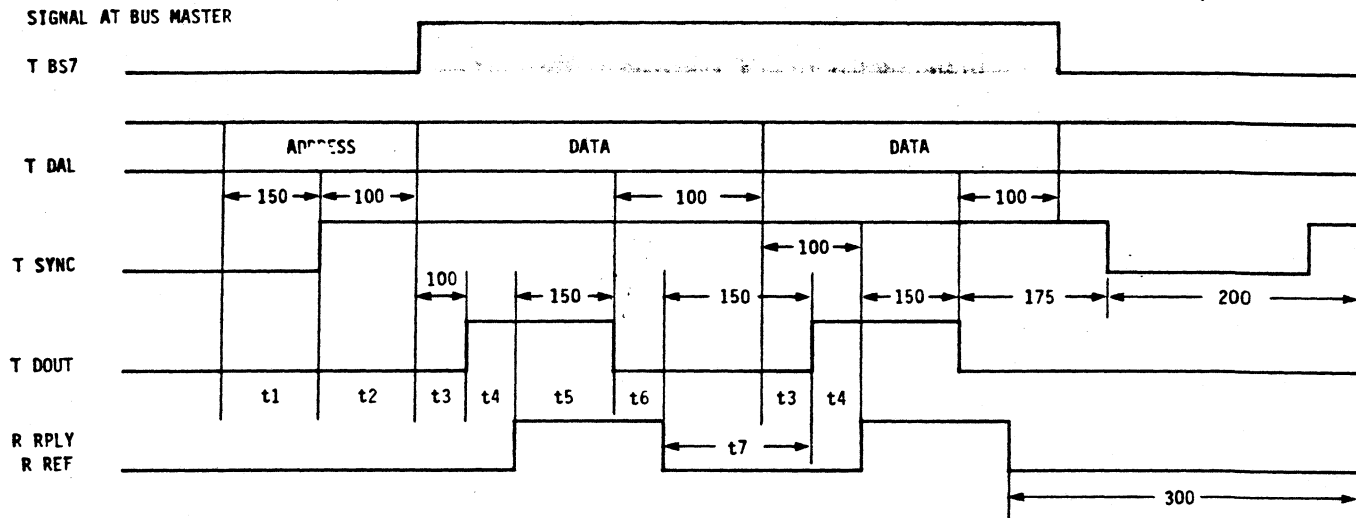 SIGNAL AT BUS MASTER
T BS7
T DAL
ADDRESS
DATA
DATA
150
100
100
100
T SYNC
100
100
150
150
150
175
200
T DOUT
t1
t2
t3
t4
t5
t6
t3
t4
R RPLY
R REF
t7
300